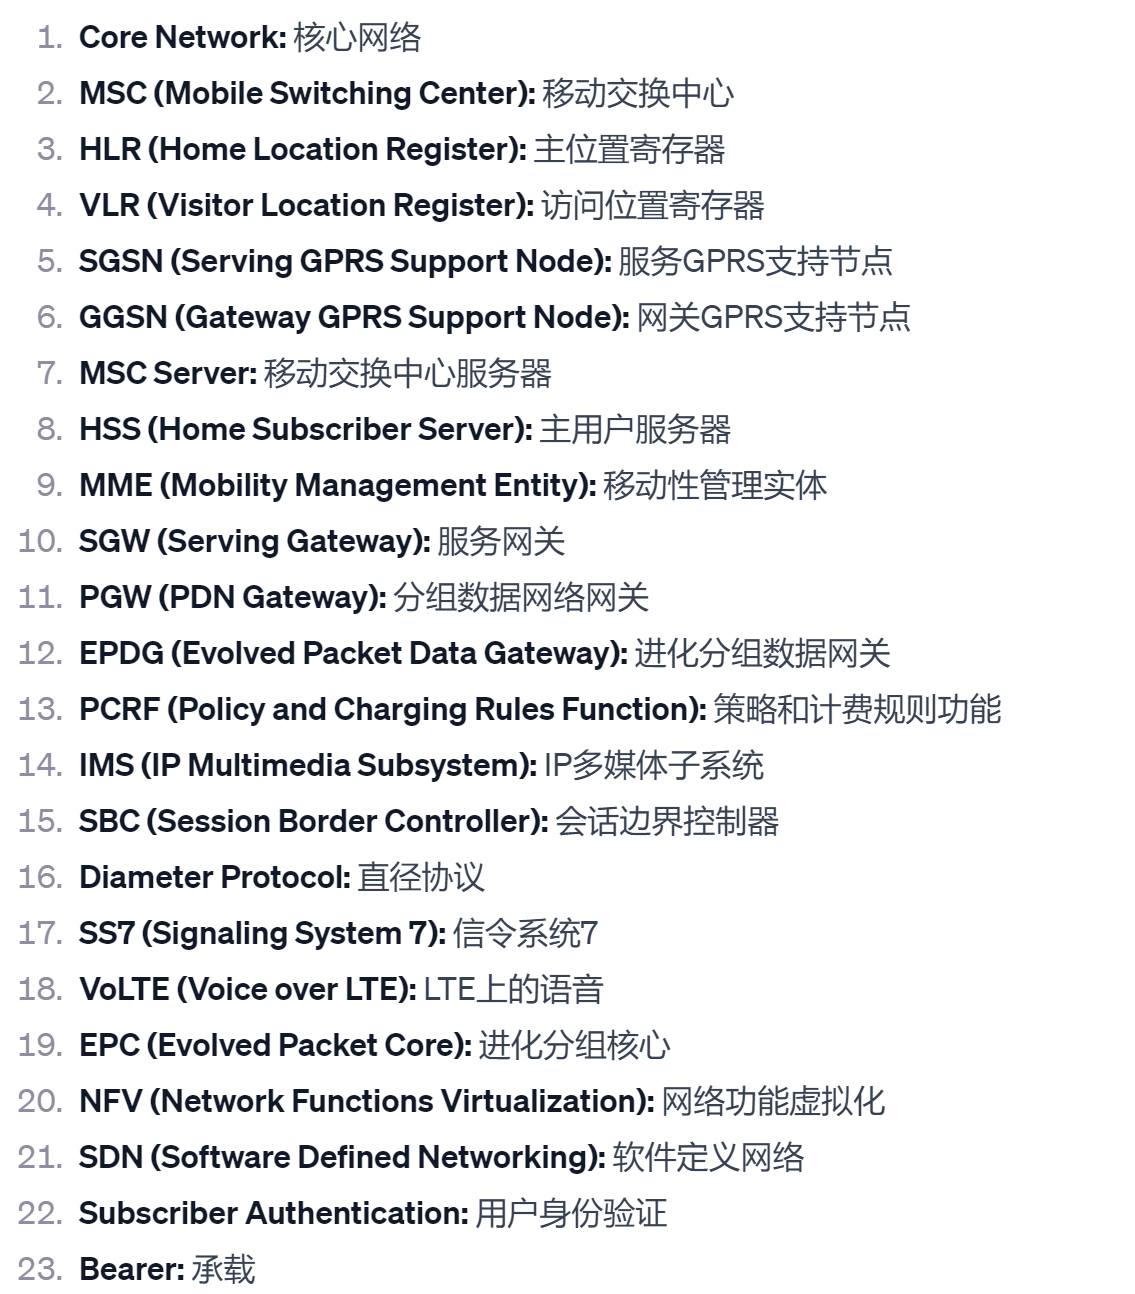 1. Core Network: 核心网络
2. MSC (Mobile Switching Center): 移动交换中心
3. HLR (Home Location Register): 主位置寄存器
4. VLR (Visitor Location Register): 访问位置寄存器
5. SGSN (Serving GPRS Support Node): 服务GPRS支持节点
6. GGSN (Gateway GPRS Support Node): 网关GPRS支持节点
7. MSC Server: 移动交换中心服务器
8. HSS (Home Subscriber Server): 主用户服务器
9. MME (Mobility Management Entity): 移动性管理实体
10. SGW (Serving Gateway): 服务网关
11. PGW (PDN Gateway): 分组数据网络网关
12. EPDG (Evolved Packet Data Gateway): 进化分组数据网关
13. PCRF (Policy and Charging Rules Function): 策略和计费规则功能
14. IMS (IP Multimedia Subsystem): IP多媒体子系统
15. SBC (Session Border Controller): 会话边界控制器
16. Diameter Protocol: 直径协议
17. SS7 (Signaling System 7): 信令系统7
18. VoLTE (Voice over LTE): LTE上的语音
19. EPC (Evolved Packet Core): 进化分组核心
20. NFV (Network Functions Virtualization): 网络功能虚拟化
21. SDN (Software Defined Networking): 软件定义网络
22. Subscriber Authentication: 用户身份验证
23. Bearer: 承载